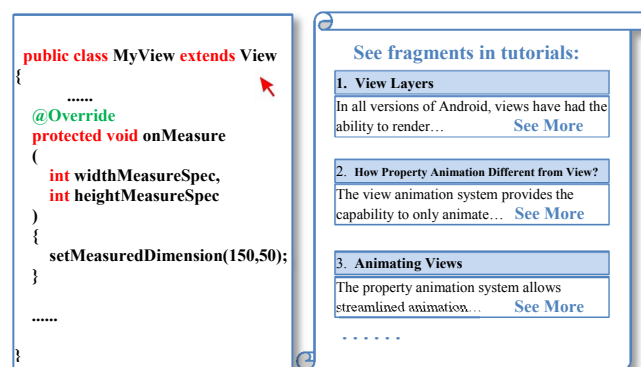 public class MyView extends View
{
......
@Override
protected void onMeasure
(
int widthMeasureSpec,
int heightMeasureSpec
)
{
setMeasuredDimension(150,50);
}
......
}
See fragments in tutorials:
1. View Layers
In all versions of Android, views have had the
ability to render… See More
2. How Property Animation Different from View?
The view animation system provides the
capability to only animate… See More
3. Animating Views
The property animation system allows
streamlined animation… See More
......